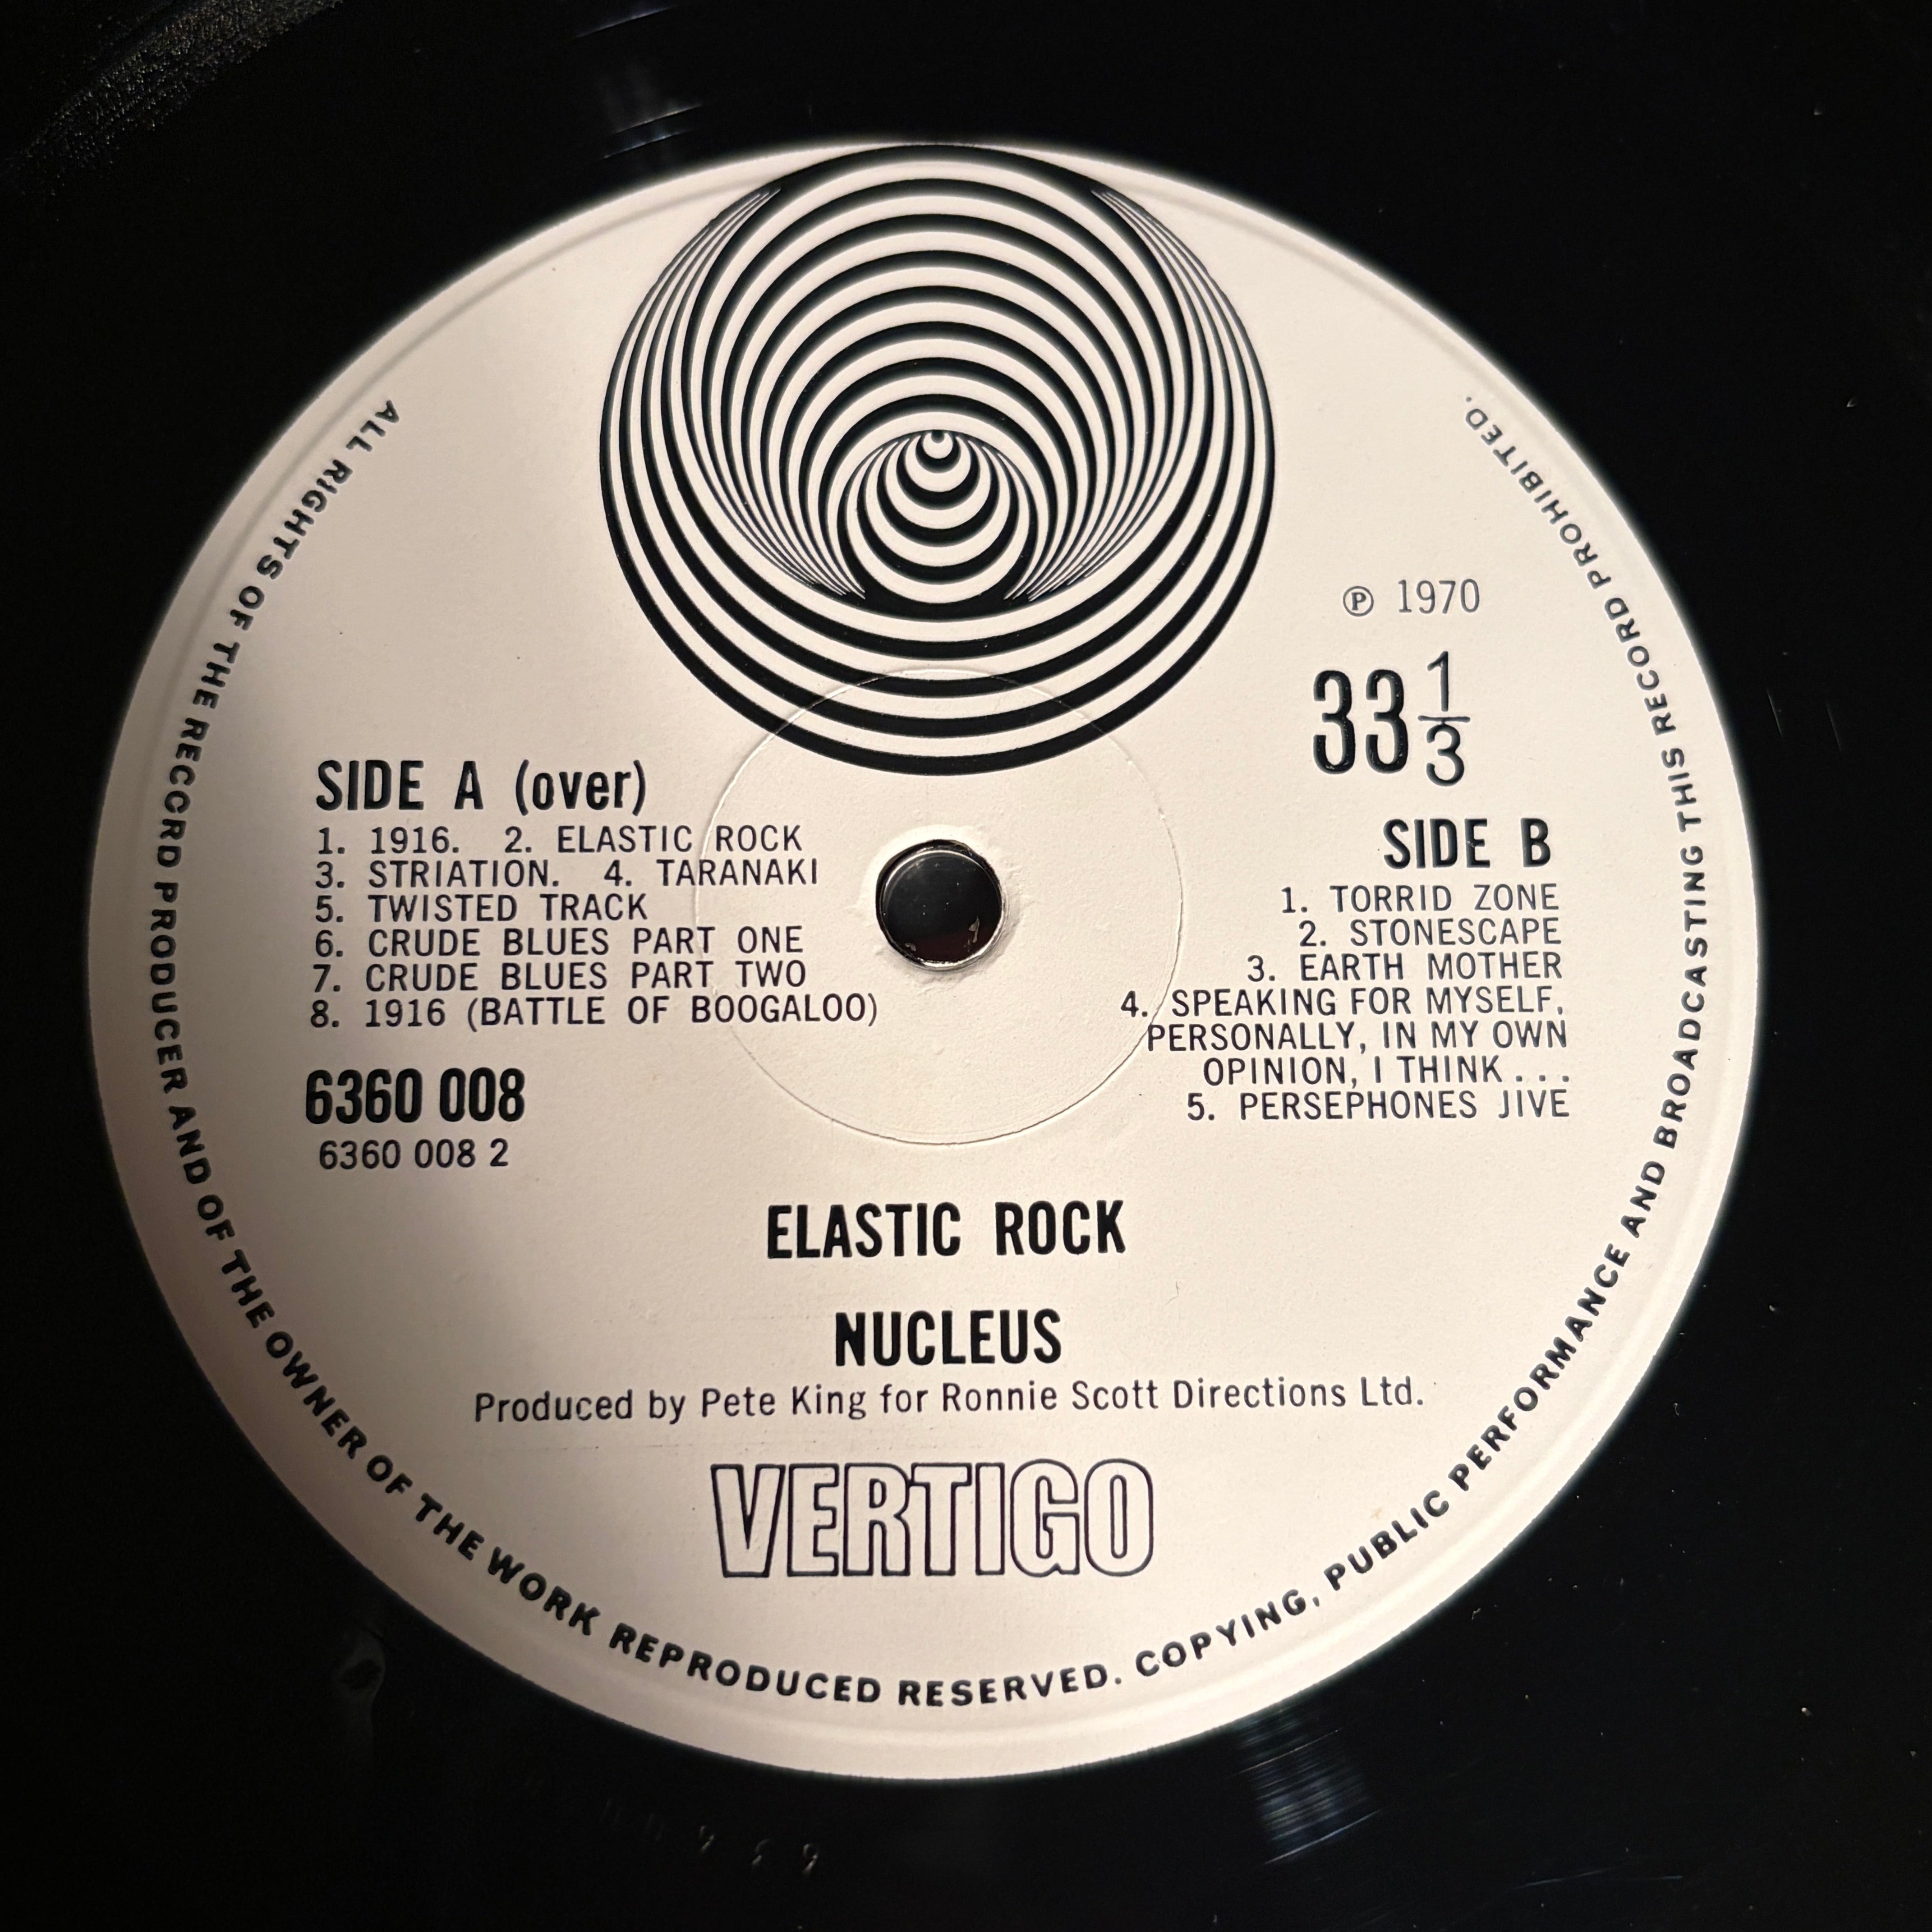 ALL RIGHTS OF THE RECCRD PRODUCER AND OF THE OWNER OF THE WORK REPRODUCED RESERVED. COPYING, PUBLIC PERFORMANCE AND BROADCASTING THIS RECORD PROHIBITED.
℗ 1970
33 1/3
SIDE A (over)
1. 1916. 2. ELASTIC ROCK
3. STRIATION. 4. TARANAKI
5. TWISTED TRACK
6. CRUDE BLUES PART ONE
7. CRUDE BLUES PART TWO
8. 1916 (BATTLE OF BOOGALOO)
6360 008
6360 008 2
SIDE B
1. TORRID ZONE
2. STONESCAPE
3. EARTH MOTHER
4. SPEAKING FOR MYSELF,
PERSONALLY, IN MY OWN
OPINION, I THINK . . .
5. PERSEPHONES JIVE
ELASTIC ROCK
NUCLEUS
Produced by Pete King for Ronnie Scott Directions Ltd.
VERTIGO